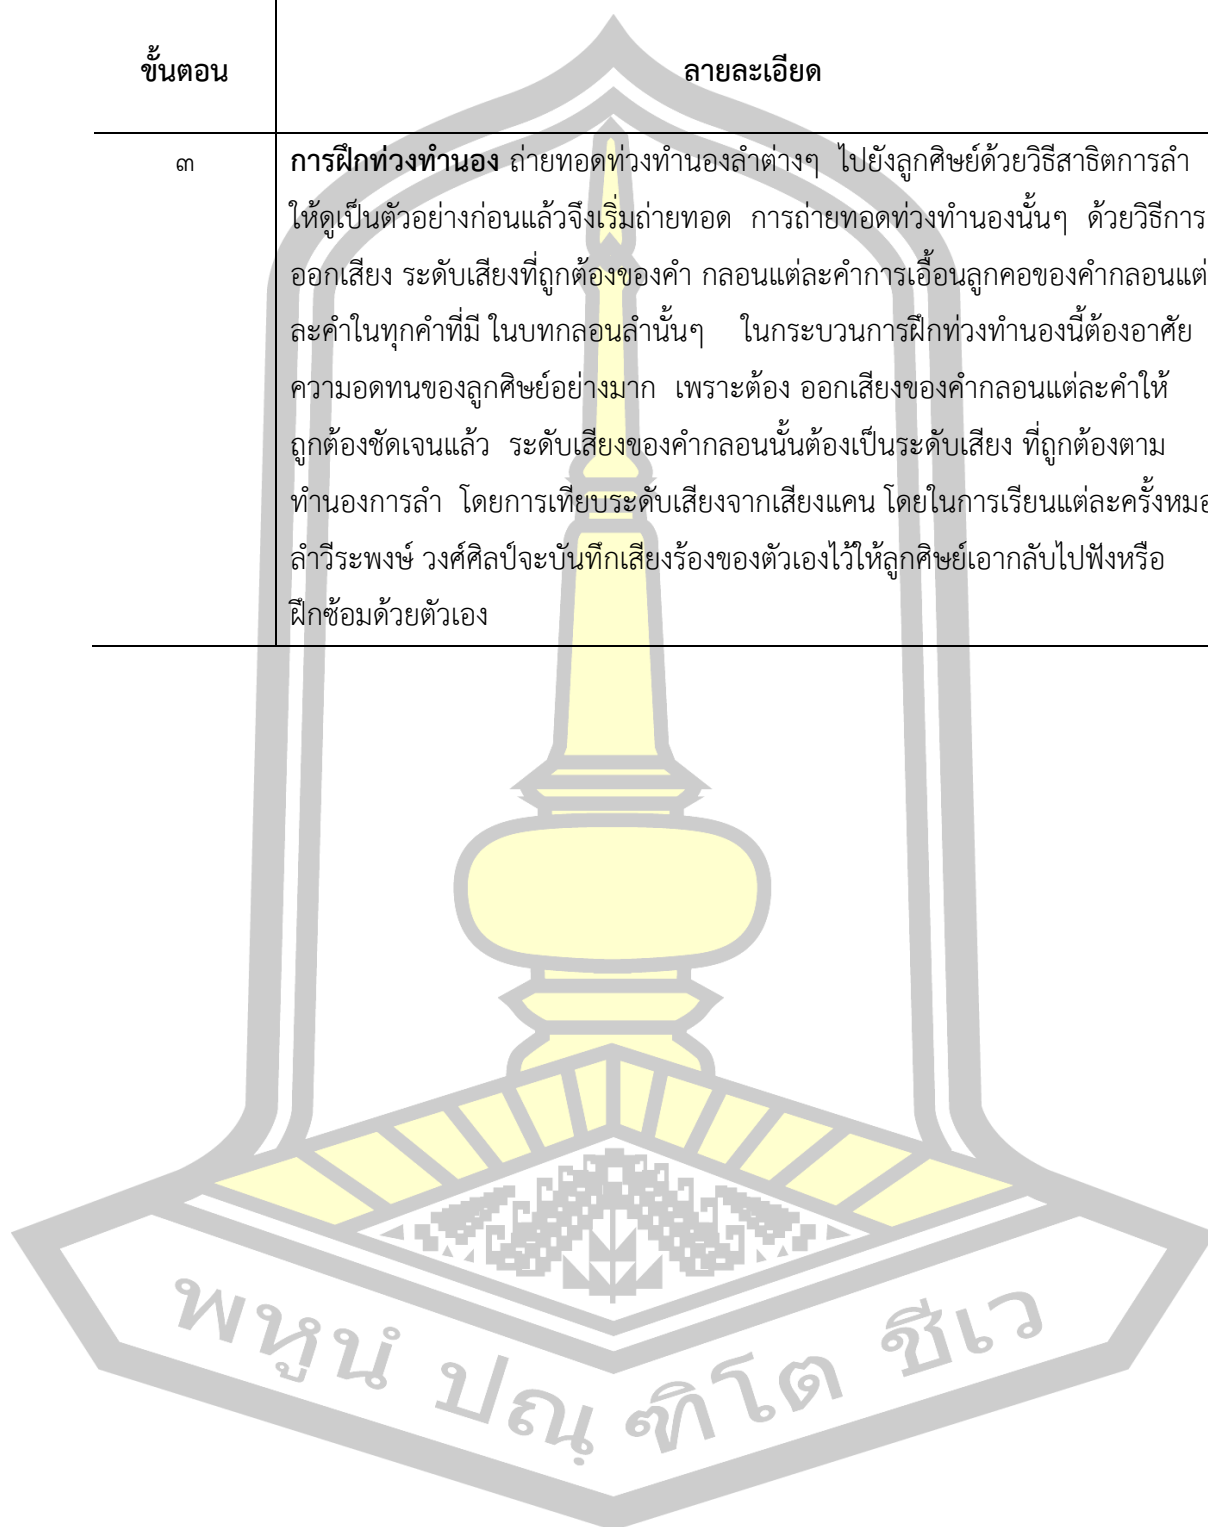 ขั้นตอน ลายละเอียด
๓ การฝึกท่วงทำนอง ถ่ายทอดท่วงทำนองลำต่างๆ ไปยังลูกศิษย์ด้วยวิธีสาธิตการลำ
ให้ดูเป็นตัวอย่างก่อนแล้วจึงเริ่มถ่ายทอด การถ่ายทอดท่วงทำนองนั้นๆ ด้วยวิธีการ
ออกเสียง ระดับเสียงที่ถูกต้องของคำ กลอนแต่ละคำการเอื้อนลูกคอของคำกลอนแต่
ละคำในทุกคำที่มี ในบทกลอนลำนั้นๆ ในกระบวนการฝึกท่วงทำนองนี้ต้องอาศัย
ความอดทนของลูกศิษย์อย่างมาก เพราะต้อง ออกเสียงของคำกลอนแต่ละคำให้
ถูกต้องชัดเจนแล้ว ระดับเสียงของคำกลอนนั้นต้องเป็นระดับเสียง ที่ถูกต้องตาม
ทำนองการลำ โดยการเทียบระดับเสียงจากเสียงแคน โดยในการเรียนแต่ละครั้งหมอ
ลำวีระพงษ์ วงศ์ศิลป์จะบันทึกเสียงร้องของตัวเองไว้ให้ลูกศิษย์เอากลับไปฟังหรือ
ฝึกซ้อมด้วยตัวเอง
พหูนํ ปณฺ ฑิโต ชีเว